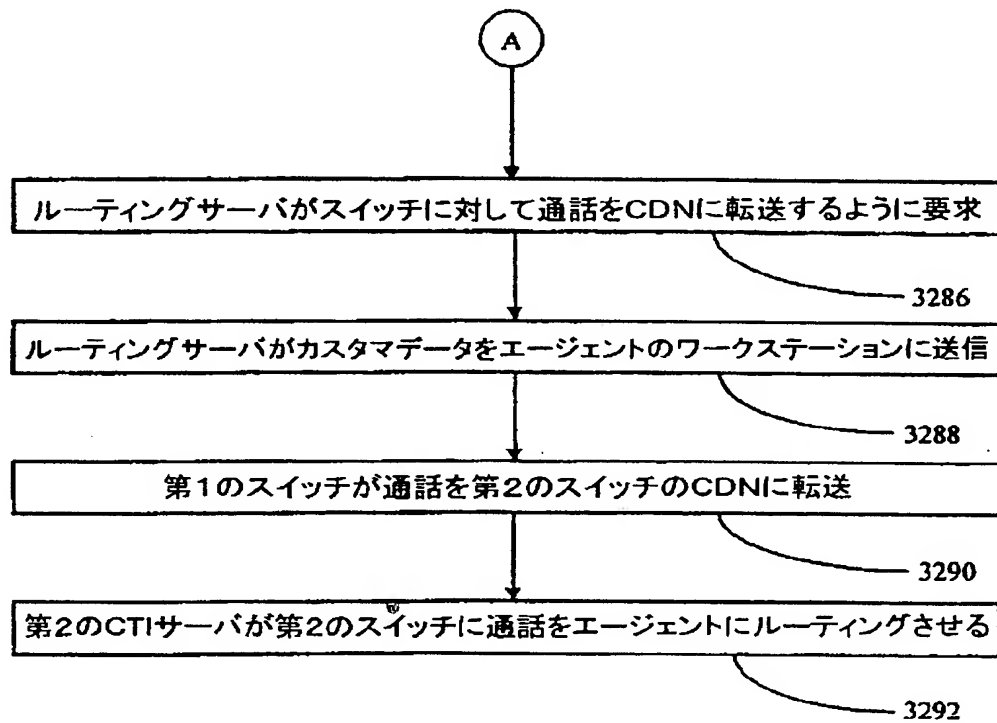 A
ルーティングサーバがスイッチに対して通話をCDNに転送するように要求
3286
ルーティングサーバがカスタマデータをエージェントのワークステーションに送信
3288
第1のスイッチが通話を第2のスイッチのCDNに転送
3290
第2のCTIサーバが第2のスイッチに通話をエージェントにルーティングさせる
3292